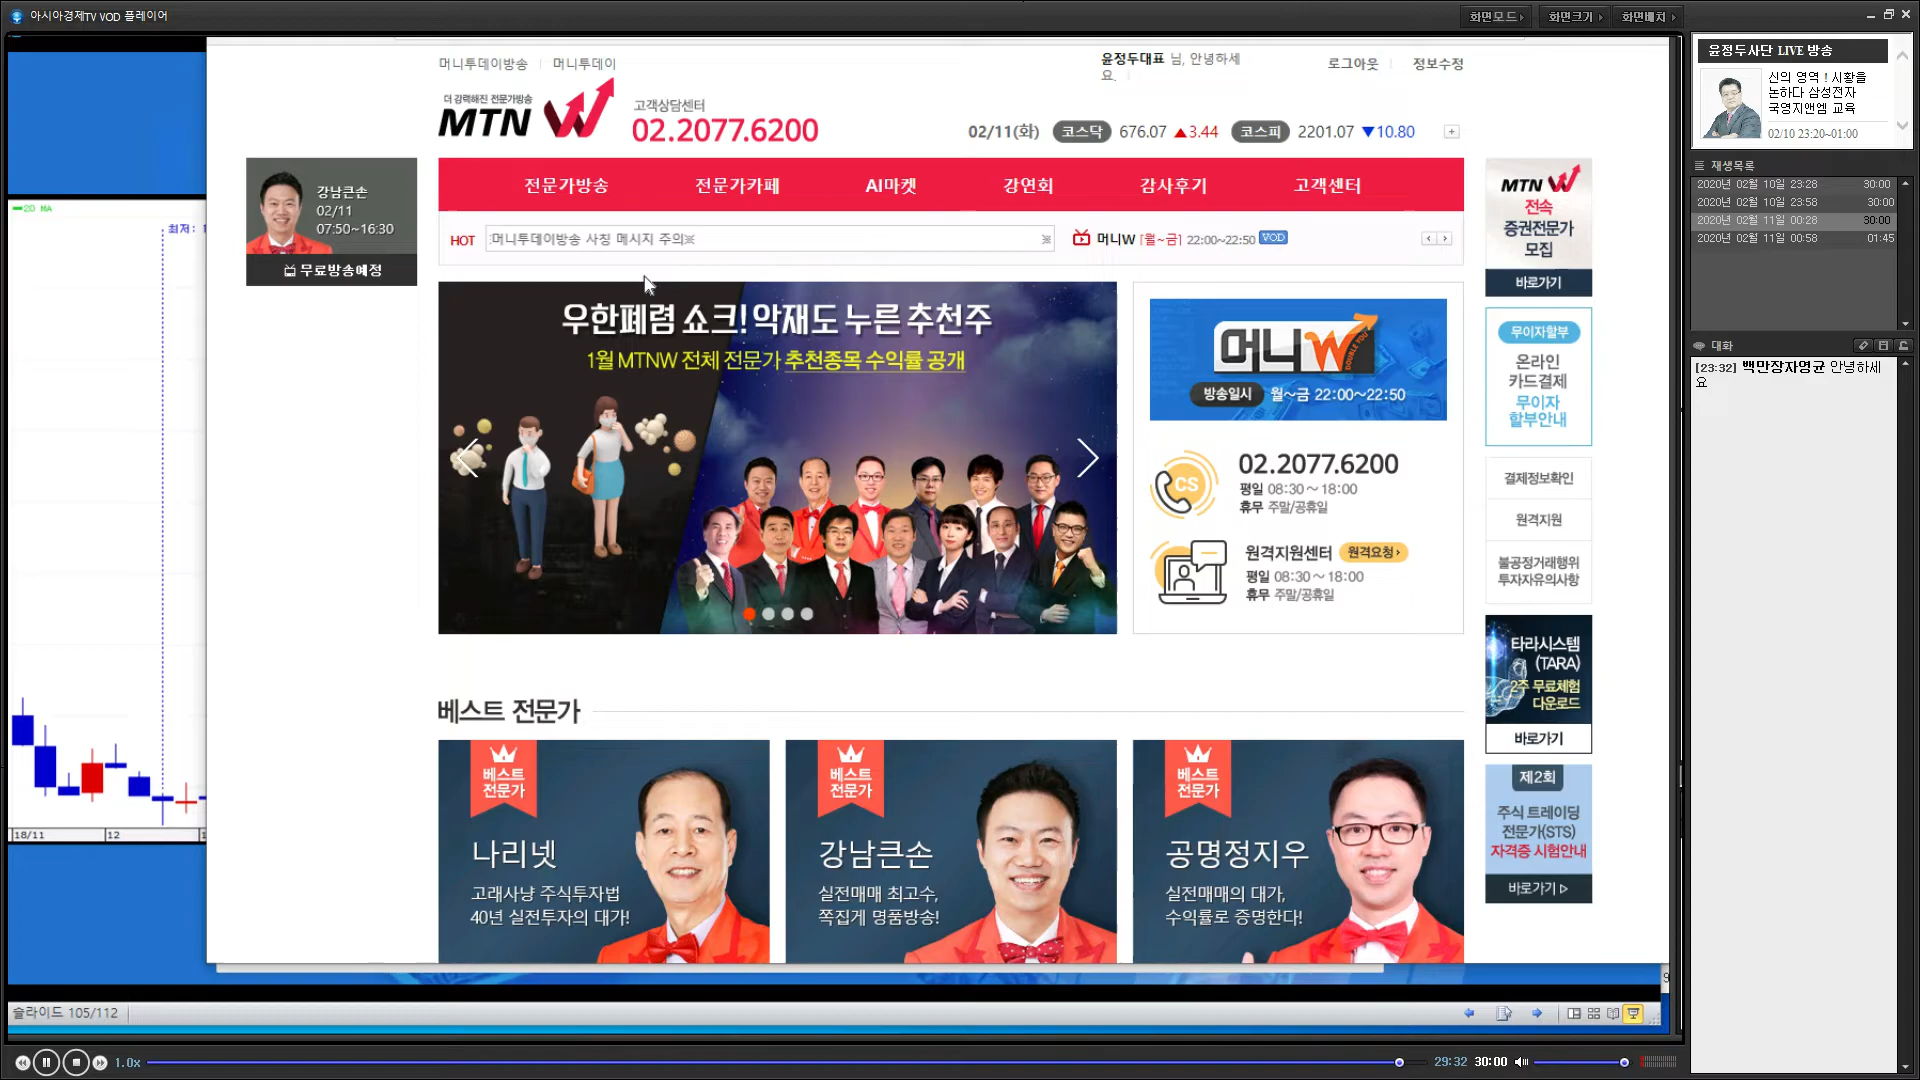 아시아경제TV VOD 플레이어
화면모드
화면크기
화면배치
머니투데이방송
머니투데이
윤정두대표 님, 안녕하세
요.
로그아웃
정보수정
더 강력해진 전문가방송
MTN W
고객상담센터
02.2077.6200
02/11(화) 코스닥 676.07 ▲3.44 코스피 2201.07 ▼10.80
강남큰손
02/11
07:50~16:30
무료방송예정
전문가방송
전문가카페
AI마켓
강연회
감사후기
고객센터
HOT
머니투데이방송 사칭 메시지 주의※
※
머니W [월~금] 22:00~22:50 VOD
2D MA
최저:
18/11
12
우한폐렴 쇼크! 악재도 누른 추천주
1월 MTNW 전체 전문가 추천종목 수익률 공개
머니W
DOUBLE YOU
방송일시 월~금 22:00~22:50
CS
02.2077.6200
평일 08:30 ~ 18:00
휴무 주말/공휴일
원격지원센터 원격요청
평일 08:30 ~ 18:00
휴무 주말/공휴일
MTN W
전속
증권전문가
모집
바로가기
무이자할부
온라인
카드결제
무이자
할부안내
결제정보확인
원격지원
불공정거래행위
투자자유의사항
타라시스템
(TARA)
2주 무료체험
다운로드
바로가기
제2회
주식 트레이딩
전문가(STS)
자격증 시험안내
바로가기 ▷
베스트 전문가
베스트
전문가
나리넷
고래사냥 주식투자법
40년 실전투자의 대가!
베스트
전문가
강남큰손
실전매매 최고수,
쪽집게 명품방송!
베스트
전문가
공명정지우
실전매매의 대가,
수익률로 증명한다!
슬라이드 105/112
1.0x
29:32 30:00
윤정두사단 LIVE 방송
신의 영역 ! 시황을
논하다 삼성전자
국영지앤엠 교육
02/10 23:20~01:00
재생목록
2020년 02월 10일 23:28 30:00
2020년 02월 10일 23:58 30:00
2020년 02월 11일 00:28 30:00
2020년 02월 11일 00:58 01:45
대화
[23:32] 백만장자영균 안녕하세
요